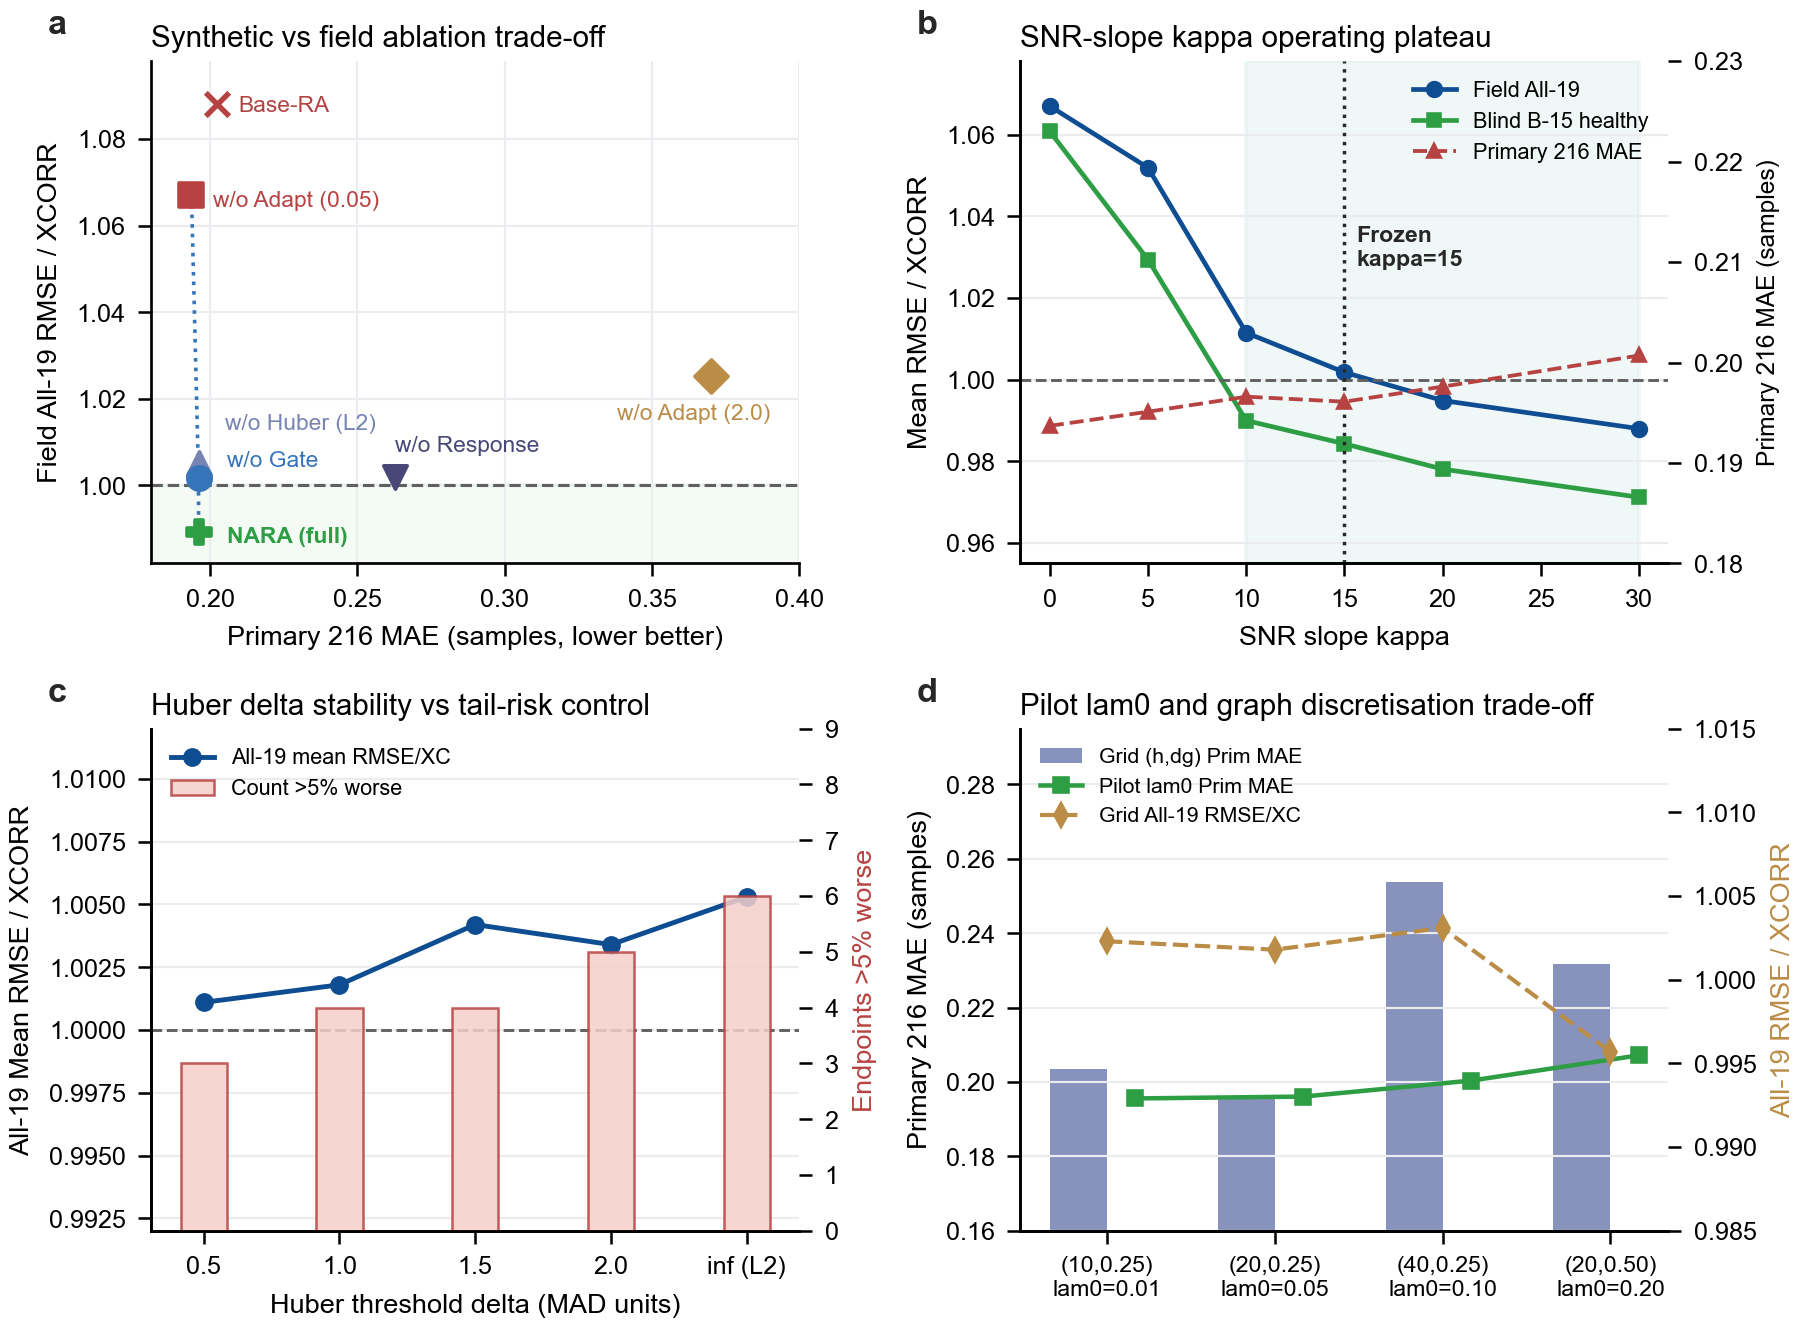 a
Synthetic vs field ablation trade-off
Field All-19 RMSE / XCORR
1.08
1.06
1.04
1.02
1.00
Base-RA
w/o Adapt (0.05)
w/o Adapt (2.0)
w/o Huber (L2)
w/o Response
w/o Gate
NARA (full)
0.20
0.25
0.30
0.35
0.40
Primary 216 MAE (samples, lower better)
b
SNR-slope kappa operating plateau
Mean RMSE / XCORR
1.06
1.04
1.02
1.00
0.98
0.96
Field All-19
Blind B-15 healthy
Primary 216 MAE
Frozen
kappa=15
0.23
0.22
0.21
0.20
0.19
0.18
Primary 216 MAE (samples)
0
5
10
15
20
25
30
SNR slope kappa
c
Huber delta stability vs tail-risk control
All-19 Mean RMSE / XCORR
1.0100
1.0075
1.0050
1.0025
1.0000
0.9975
0.9950
0.9925
All-19 mean RMSE/XC
Count >5% worse
9
8
7
6
5
4
3
2
1
0
Endpoints >5% worse
0.5
1.0
1.5
2.0
inf (L2)
Huber threshold delta (MAD units)
d
Pilot lam0 and graph discretisation trade-off
Primary 216 MAE (samples)
0.28
0.26
0.24
0.22
0.20
0.18
0.16
Grid (h,dg) Prim MAE
Pilot lam0 Prim MAE
Grid All-19 RMSE/XC
1.015
1.010
1.005
1.000
0.995
0.990
0.985
All-19 RMSE / XCORR
(10,0.25)
lam0=0.01
(20,0.25)
lam0=0.05
(40,0.25)
lam0=0.10
(20,0.50)
lam0=0.20